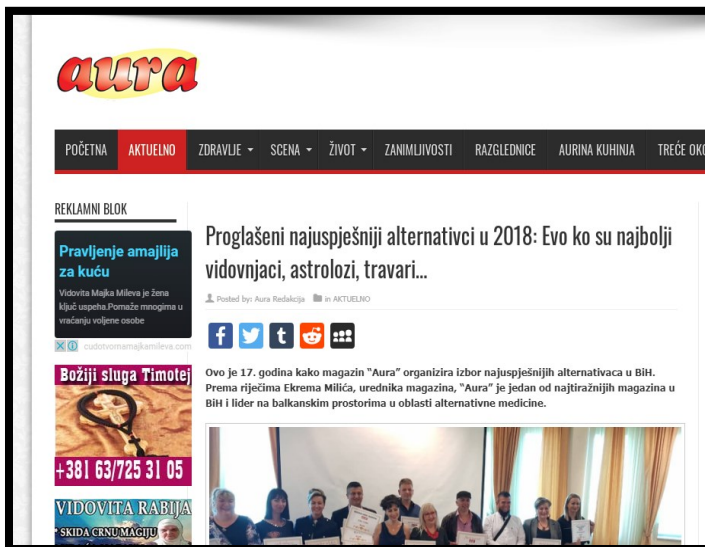 aura
POČETNA AKTUELNO ZDRAVLJE SCENA ŽIVOT ZANIMLJIVOSTI RAZGLEDNICE AURINA KUHINJA TREĆE OKO
REKLAMNI BLOK
Pravljenje amajlija
za kuću
Vidovita Majka Mileva je žena
ključ uspeha.Pomaže mnogima u
vraćanju voljene osobe
cudotvornamajkamileva.com
Božiji sluga Timotej
+381 63/725 31 05
VIDOVITA RABIJA
SKIDA CRNU MAGIJU
Proglašeni najuspješniji alternativci u 2018: Evo ko su najbolji
vidovnjaci, astrolozi, travari...
Posted by: Aura Redakcija in AKTUELNO
Ovo je 17. godina kako magazin “Aura” organizira izbor najuspješnijih alternativaca u BiH.
Prema riječima Ekrema Milića, urednika magazina, “Aura” je jedan od najtiražnijih magazina u
BiH i lider na balkanskim prostorima u oblasti alternativne medicine.